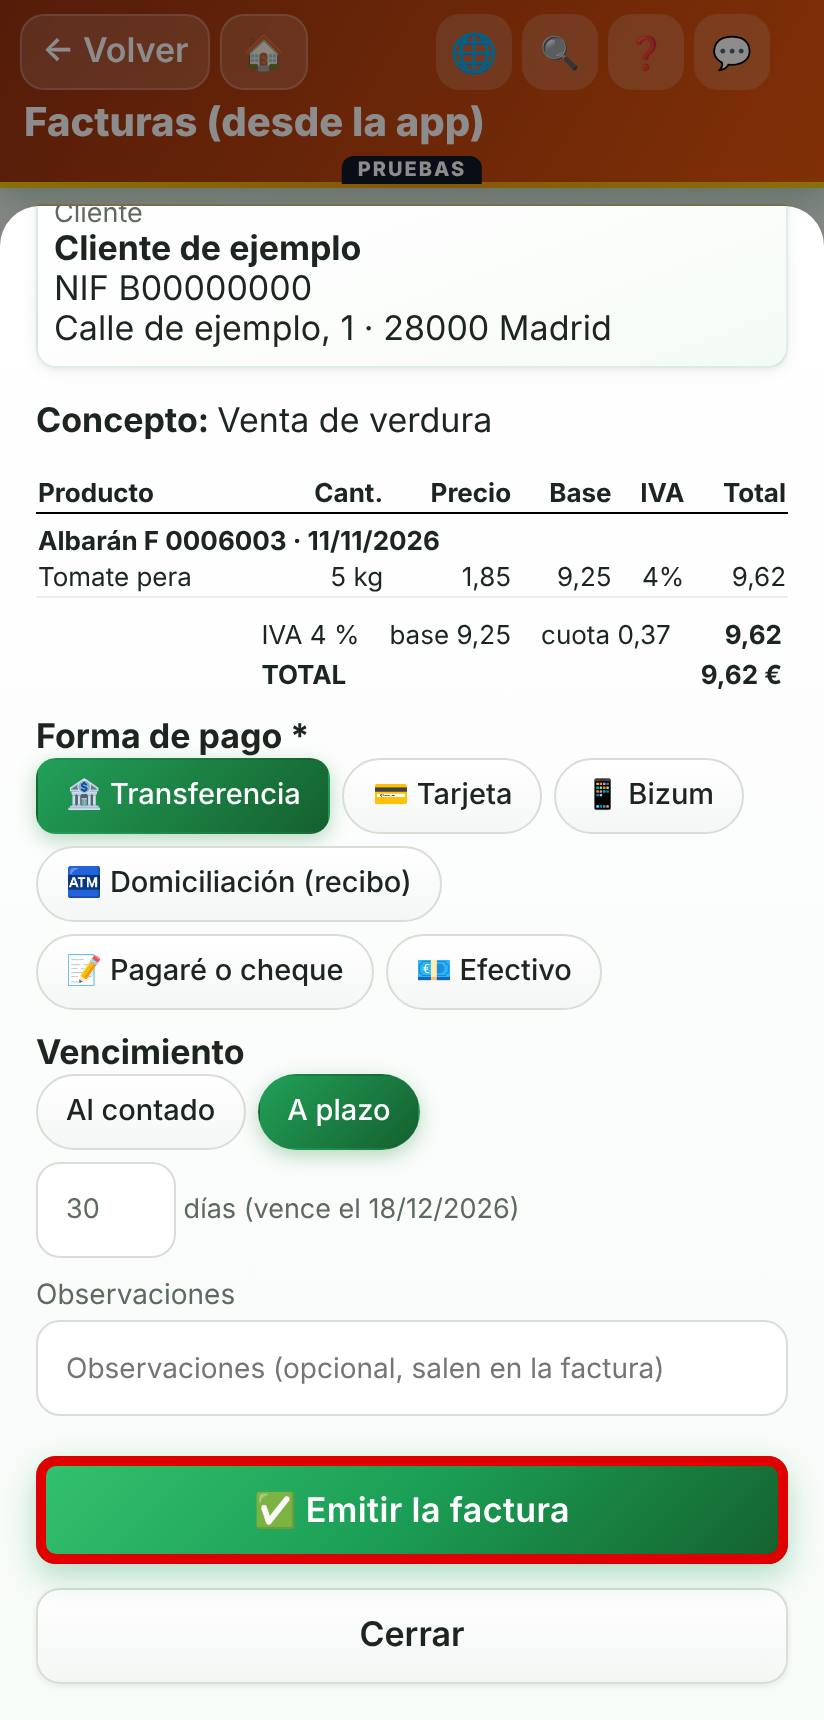 ← Volver
Facturas (desde la app)
PRUEBAS
Cliente
Cliente de ejemplo
NIF B00000000
Calle de ejemplo, 1 · 28000 Madrid
Concepto: Venta de verdura
Producto Cant. Precio Base IVA Total
Albarán F 0006003 · 11/11/2026
Tomate pera 5 kg 1,85 9,25 4% 9,62
IVA 4 % base 9,25 cuota 0,37 9,62
TOTAL 9,62 €
Forma de pago *
Transferencia Tarjeta Bizum
ATM Domiciliación (recibo)
Pagaré o cheque Efectivo
Vencimiento
Al contado A plazo
30 días (vence el 18/12/2026)
Observaciones
Observaciones (opcional, salen en la factura)
✅ Emitir la factura
Cerrar